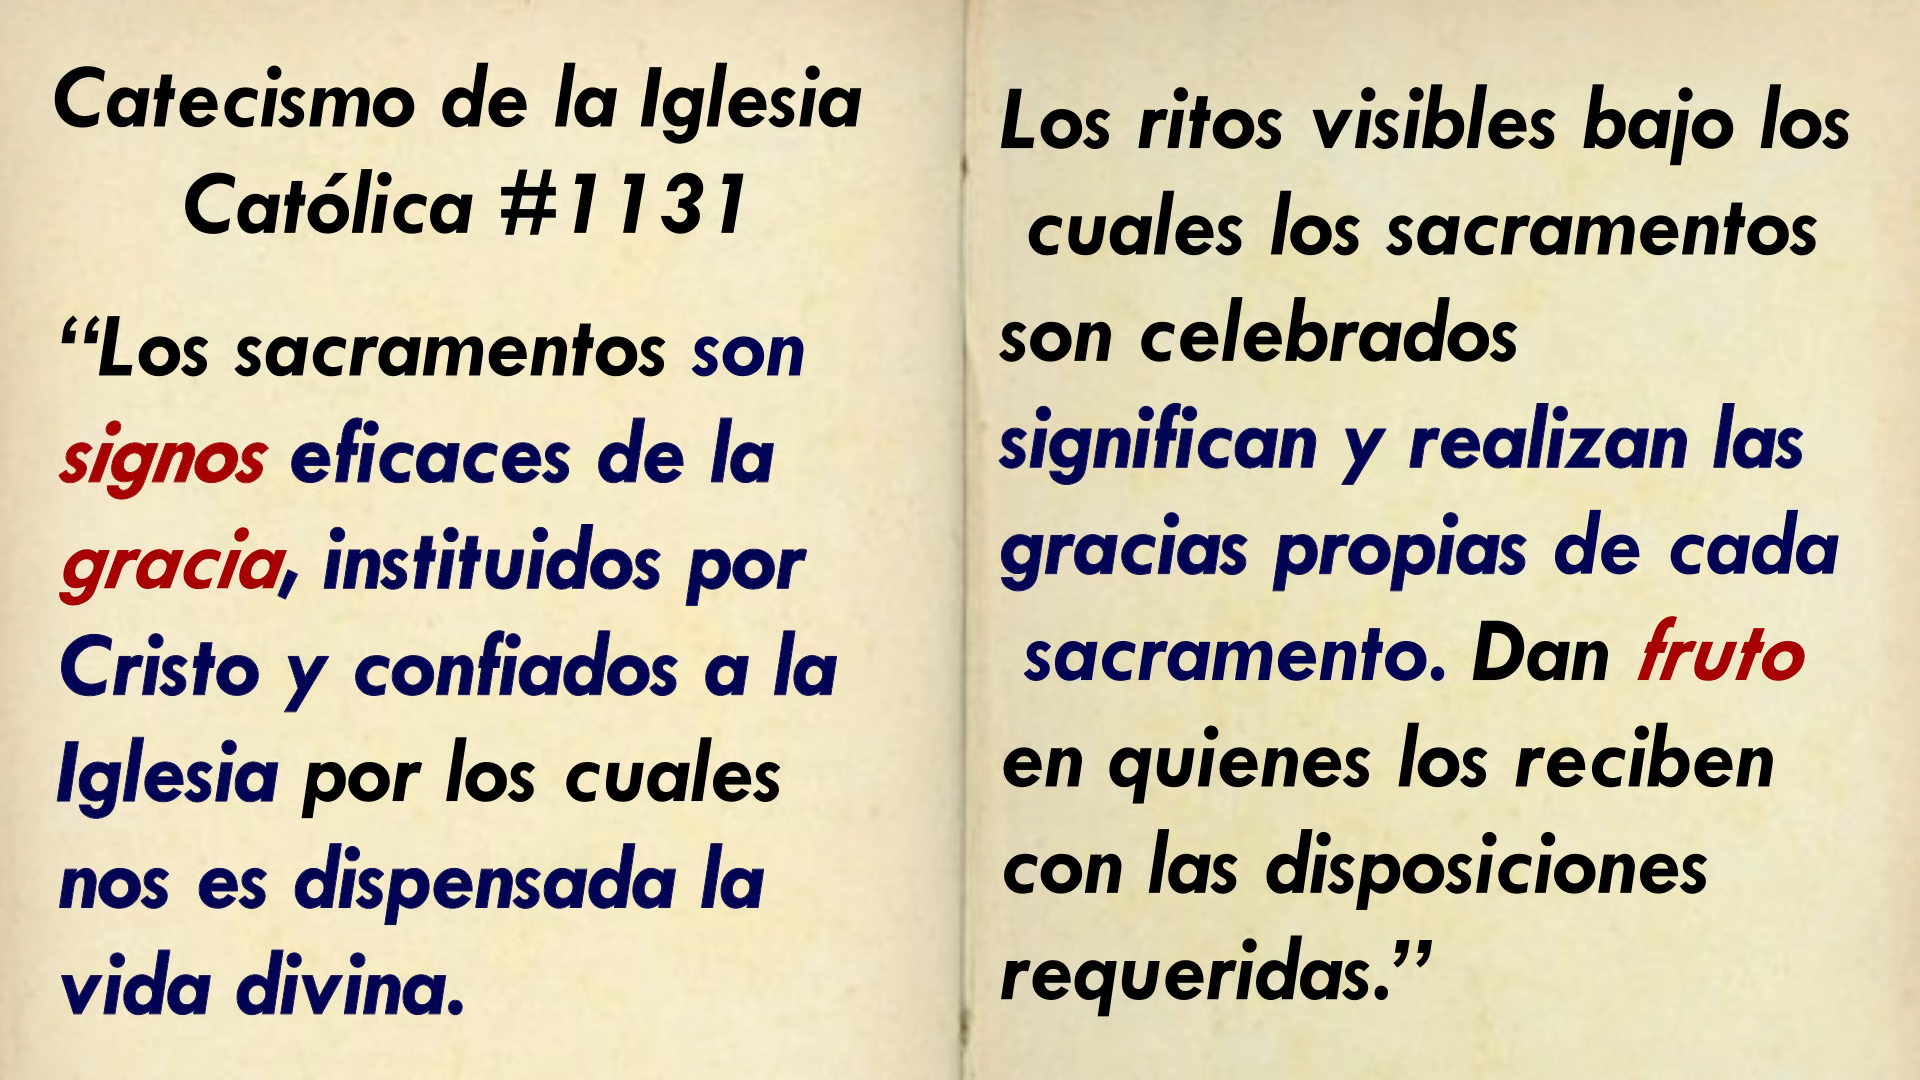 Catecismo de la Iglesia
Católica #1131
“Los sacramentos son
signos eficaces de la
gracia, instituidos por
Cristo y confiados a la
Iglesia por los cuales
nos es dispensada la
vida divina.
Los ritos visibles bajo los
cuales los sacramentos
son celebrados
significan y realizan las
gracias propias de cada
sacramento. Dan fruto
en quienes los reciben
con las disposiciones
requeridas.”